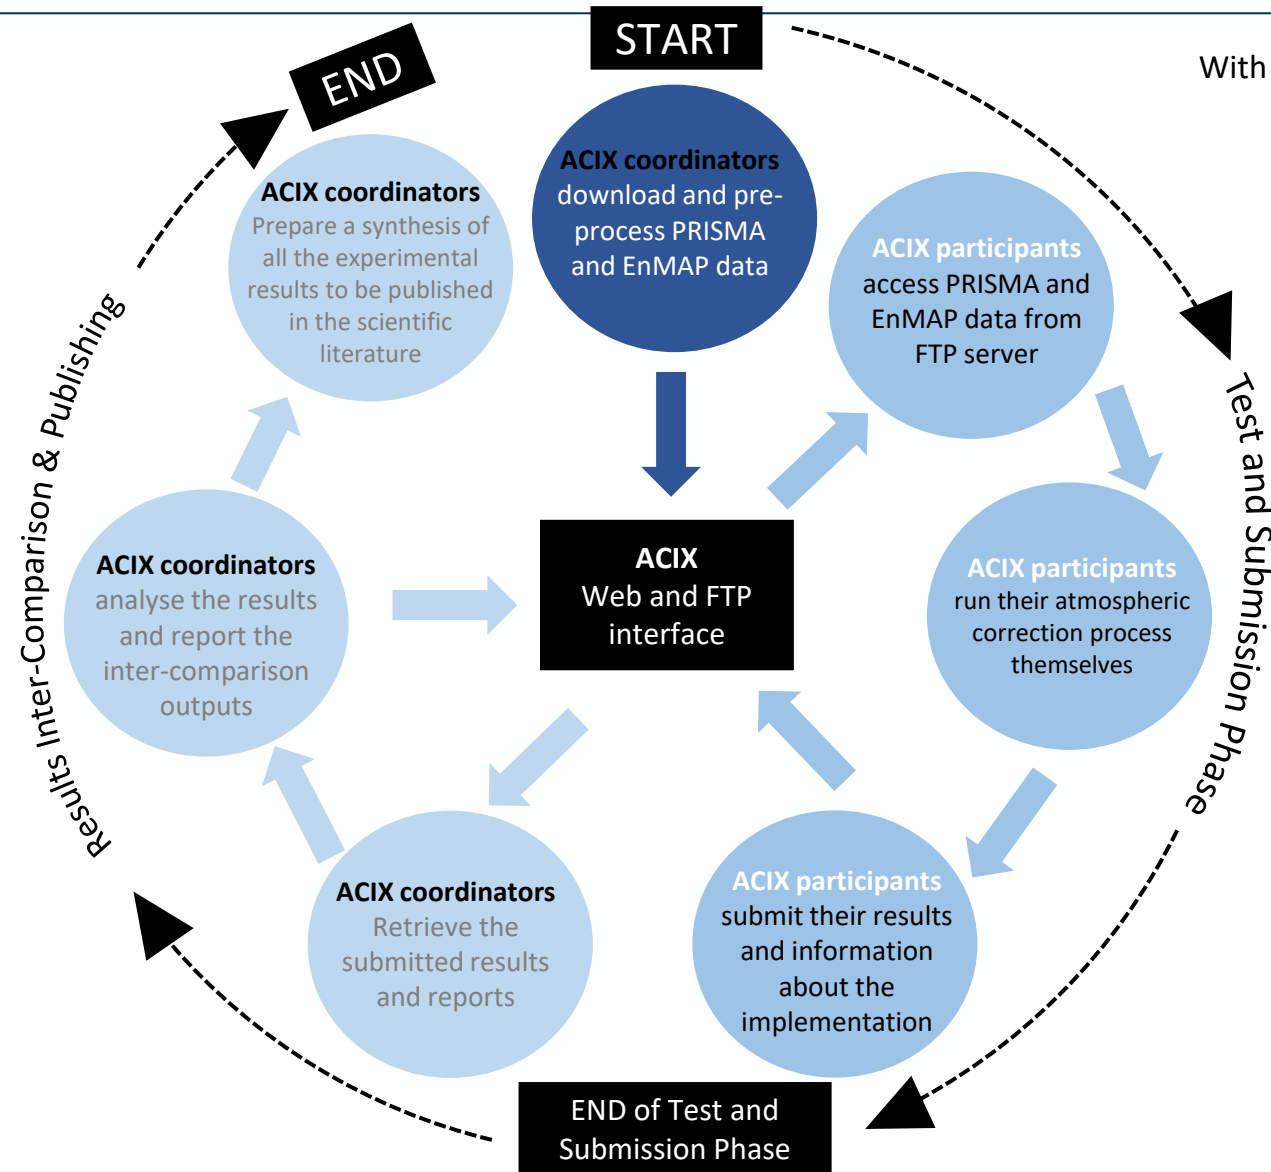 START
With
END
ACIX coordinators
download and pre-
process PRISMA
and EnMAP data
ACIX participants
access PRISMA and
EnMAP data from
FTP server
Test and Submission Phase
ACIX participants
run their atmospheric
correction process
themselves
ACIX participants
submit their results
and information
about the
implementation
ACIX
Web and FTP
interface
END of Test and
Submission Phase
ACIX coordinators
Retrieve the
submitted results
and reports
ACIX coordinators
analyse the results
and report the
inter-comparison
outputs
Results Inter-Comparison & Publishing
ACIX coordinators
Prepare a synthesis of
all the experimental
results to be published
in the scientific
literature